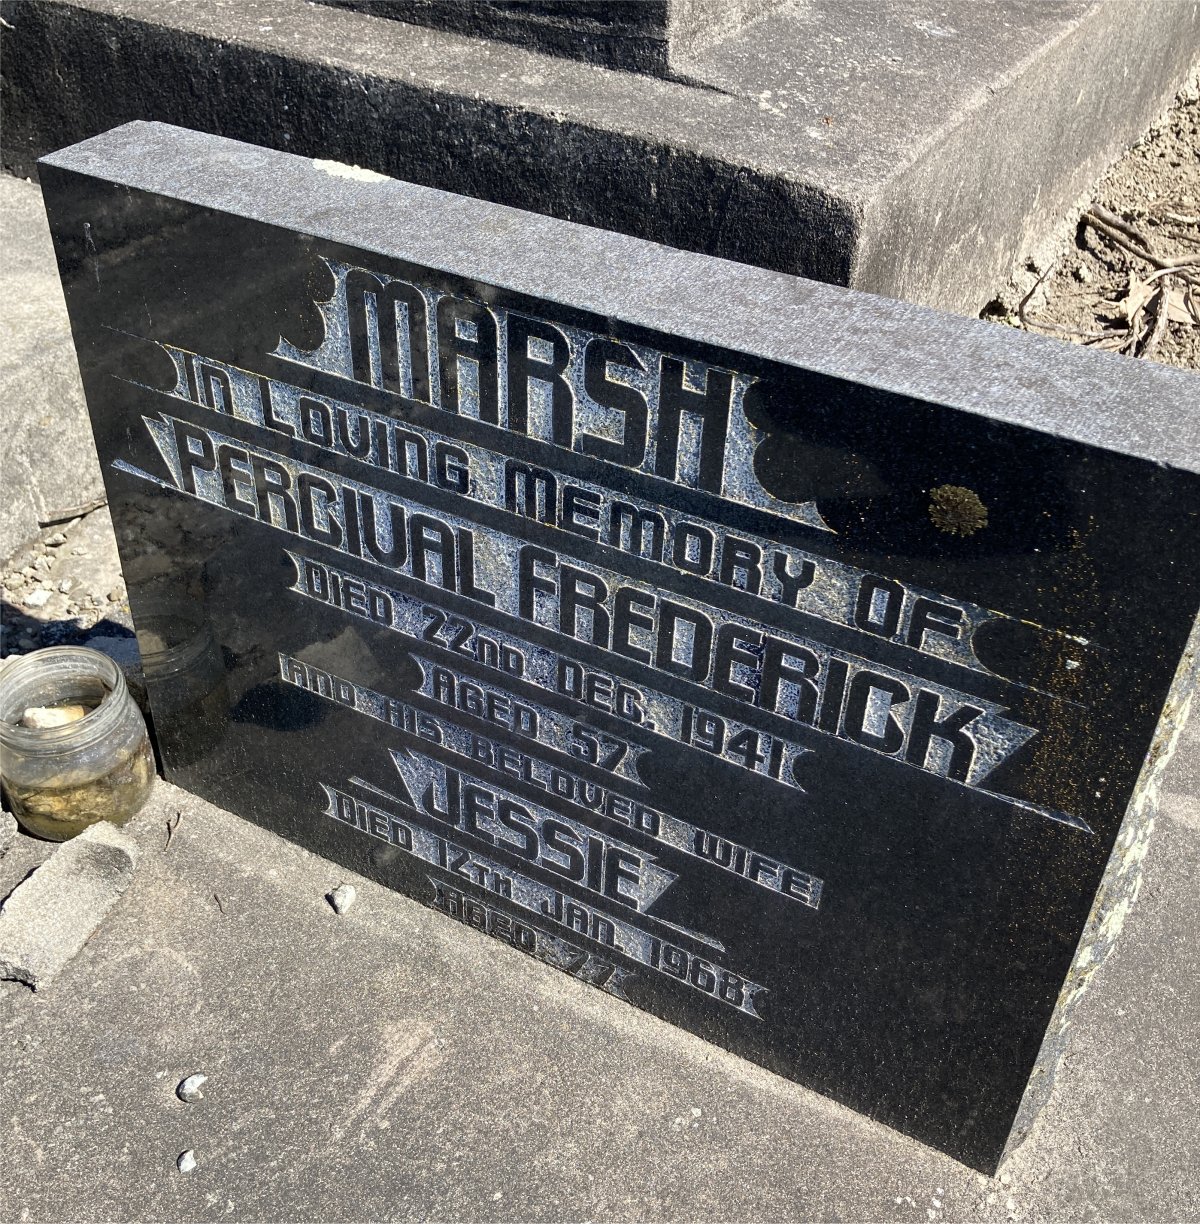 MARSH
IN LOVING MEMORY OF
PERCIVAL FREDERICK
DIED 22ND DEC. 1941
AGED 57
AND HIS BELOVED WIFE
JESSIE
DIED 12TH JAN. 1968
AGED 77